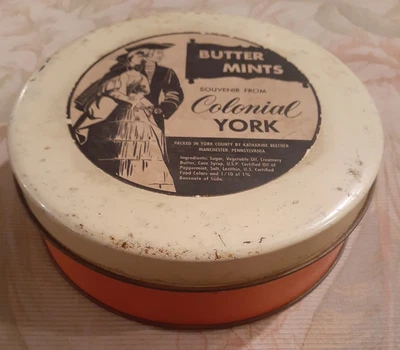 BUTTER
MINTS
SOUVENIR FROM
Colonial
YORK
PACKED IN YORK COUNTY BY KATHARINE BEECHER
MANCHESTER, PENNSYLVANIA
Ingredients: Sugar, Vegetable Oil, Creamery
Butter, Corn Syrup, U.S.P. Certified Oil of
Peppermint, Salt, Lecithin, U.S. Certified
Food Colors and 1/10 of 1%
Benzoate of Soda.